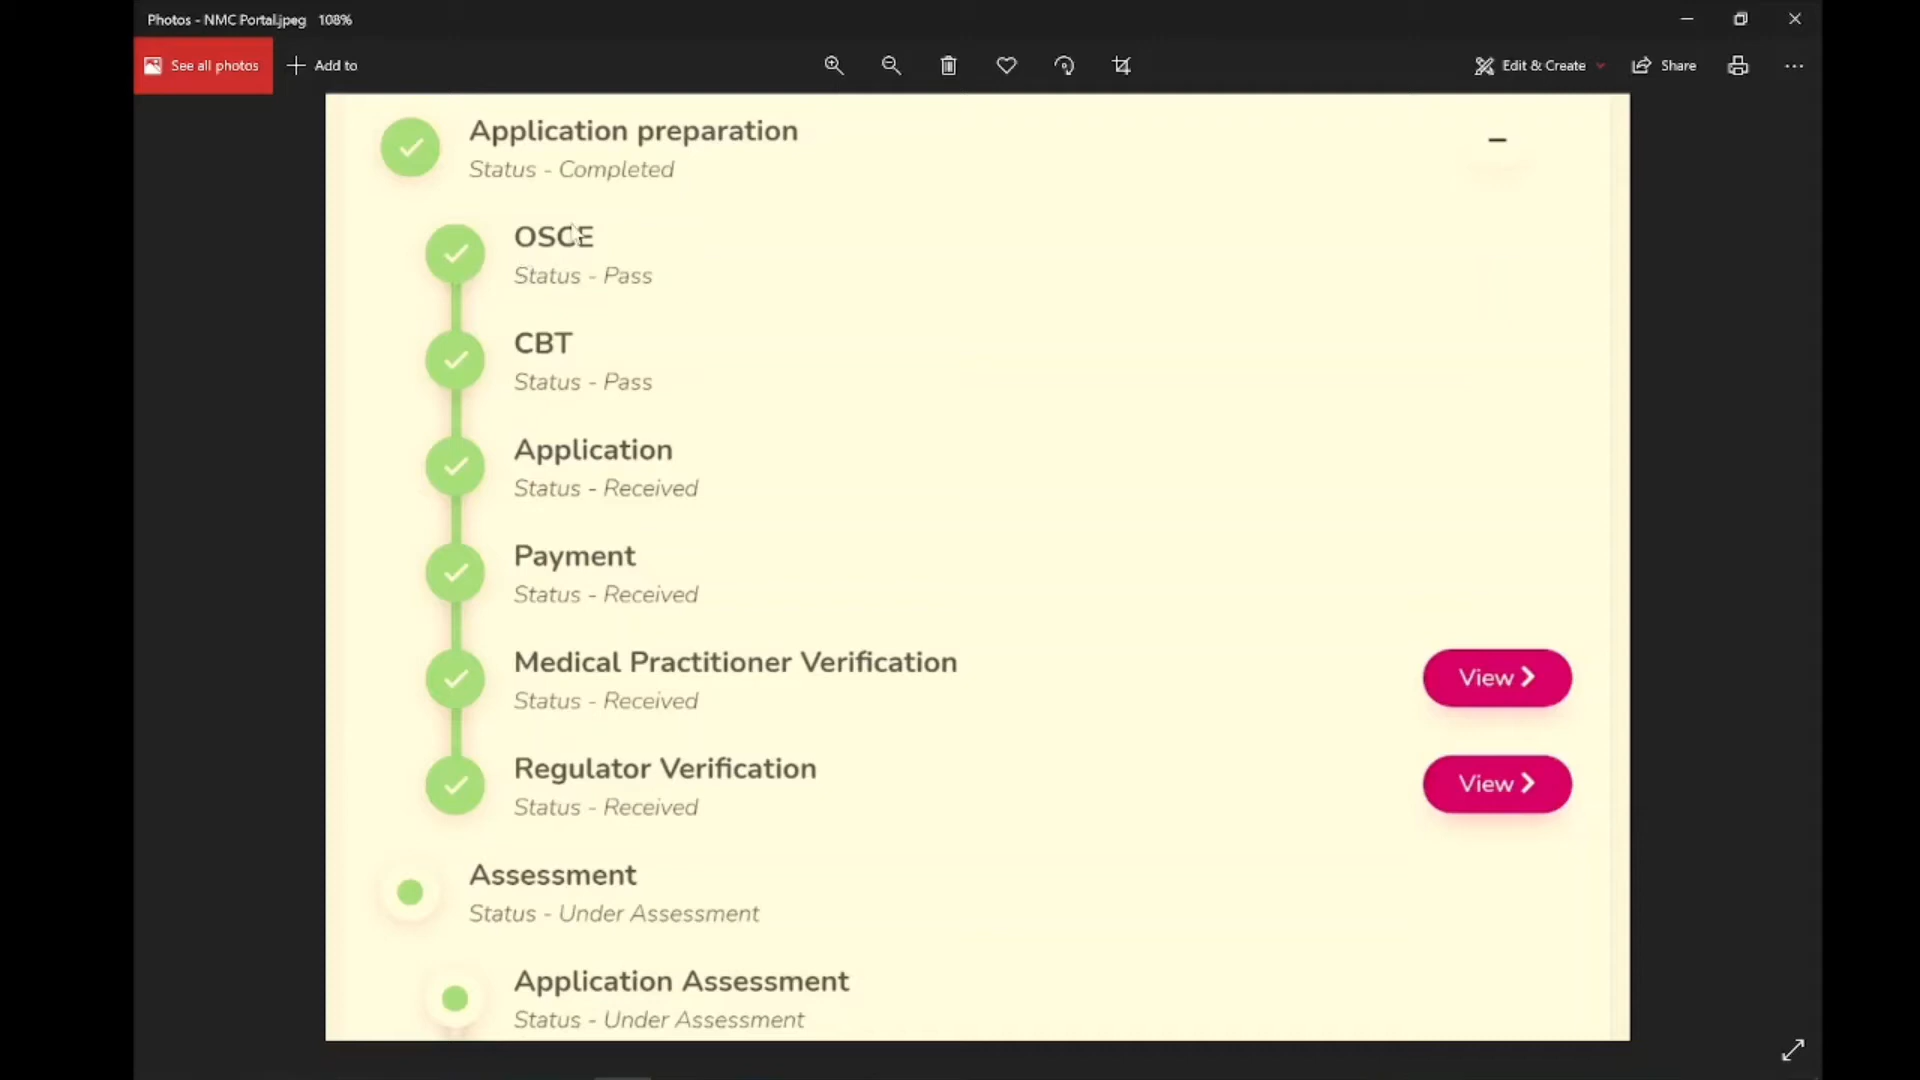 Photos - NMC Portal.jpeg 108%
See all photos
Add to
Edit & Create
Share
Application preparation
Status - Completed
OSCE
Status - Pass
CBT
Status - Pass
Application
Status - Received
Payment
Status - Received
Medical Practitioner Verification
Status - Received
View
Regulator Verification
Status - Received
View
Assessment
Status - Under Assessment
Application Assessment
Status - Under Assessment